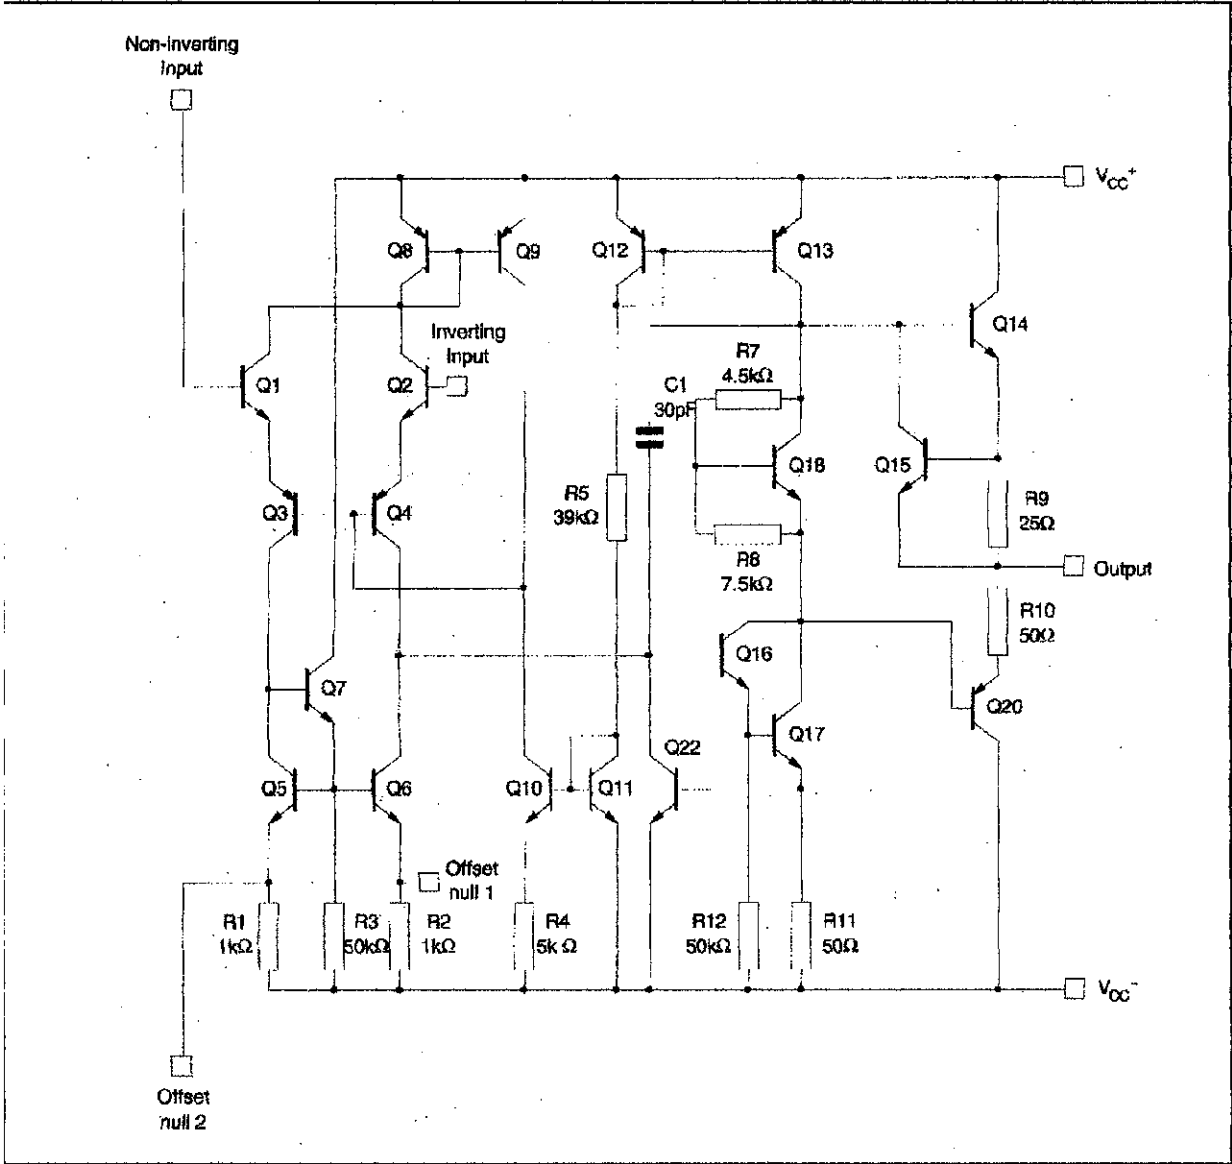 Non-inverting
Input
V_CC+
Q8
Q9
Q12
Q13
Q14
Inverting
Input
Q1
Q2
R7
4.5kΩ
C1
30pF
Q18
Q15
Q3
Q4
R5
39kΩ
R9
25Ω
R8
7.5kΩ
Output
R10
50Ω
Q16
Q7
Q20
Q17
Q22
Q5
Q6
Q10
Q11
Offset
null 1
R1
1kΩ
R3
50kΩ
R2
1kΩ
R4
5k Ω
R12
50kΩ
R11
50Ω
V_CC-
Offset
null 2